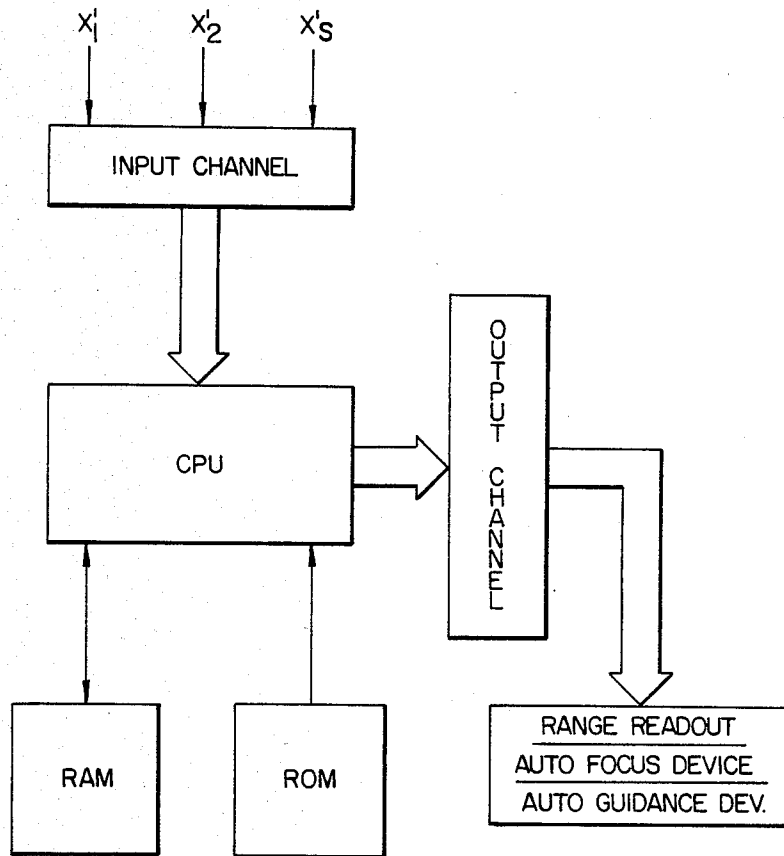 X'1 X'2 X'S
INPUT CHANNEL
CPU
OUTPUT CHANNEL
RAM
ROM
RANGE READOUT
AUTO FOCUS DEVICE
AUTO GUIDANCE DEV.